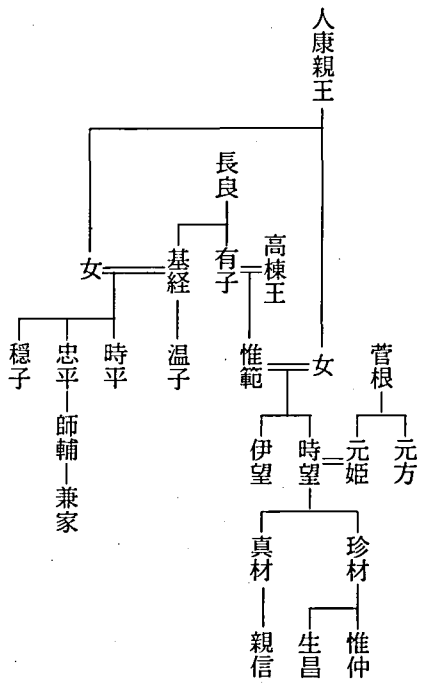 人康親王
長良
高棟王
有子
基経
女
菅根
女
惟範
温子
時平
忠平
穏子
元方
元姫
時望
伊望
師輔
兼家
珍材
真材
惟仲
生昌
親信